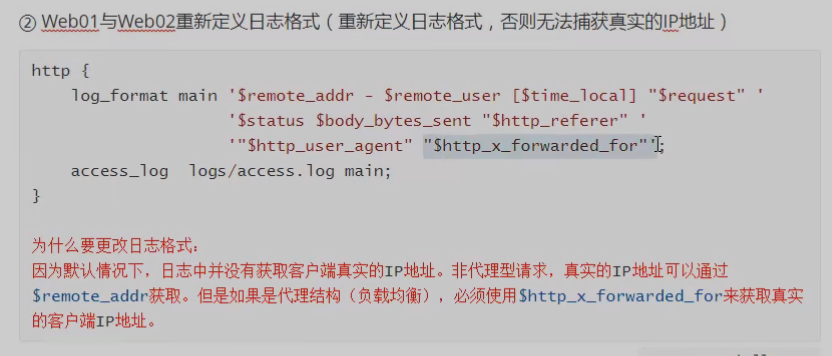 ② Web01与Web02重新定义日志格式（重新定义日志格式，否则无法捕获真实的IP地址）
http {
log_format main '$remote_addr - $remote_user [$time_local] "$request" '
'$status $body_bytes_sent "$http_referer" '
'"$http_user_agent" "$http_x_forwarded_for"';
access_log logs/access.log main;
}
为什么要更改日志格式：
因为默认情况下，日志中并没有获取客户端真实的IP地址。非代理型请求，真实的IP地址可以通过
$remote_addr获取。但是如果是代理结构（负载均衡），必须使用$http_x_forwarded_for来获取真实
的客户端IP地址。